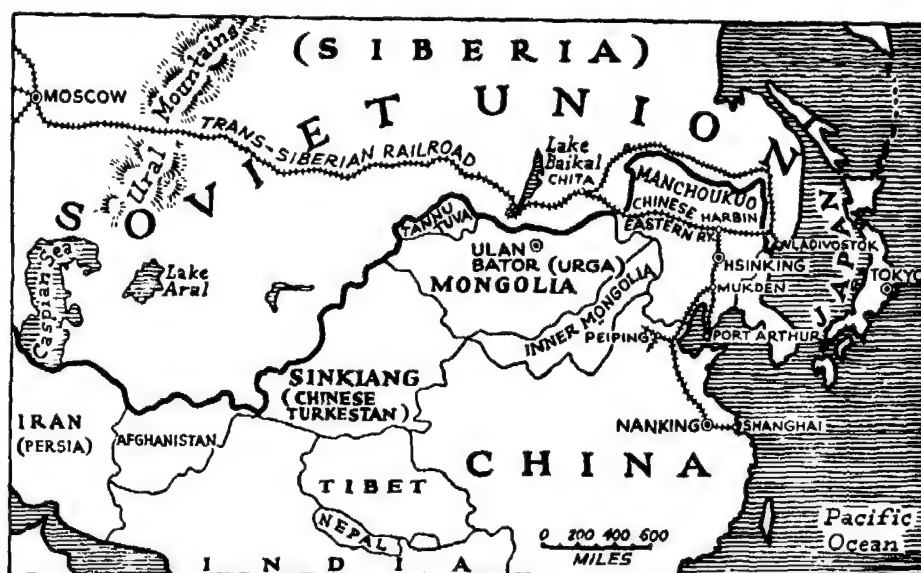 (SIBERIA)
Ural Mountains
MOSCOW
SOVIET UNION
TRANS-SIBERIAN RAILROAD
Lake
Baikal
CHITA
MANCHOUKUO
CHINESE
EASTERN RY.
HARBIN
TANNU
TUVA
ULAN
BATOR (URGA)
MONGOLIA
VLADIVOSTOK
HSINKING
MUKDEN
JAPAN
TOKYO
Caspian Sea
Lake
Aral
INNER MONGOLIA
PEIPING
PORT ARTHUR
SINKIANG
(CHINESE
TURKESTAN)
IRAN
(PERSIA)
AFGHANISTAN
NANKING
SHANGHAI
CHINA
TIBET
NEPAL
INDIA
0 200 400 600
MILES
Pacific
Ocean